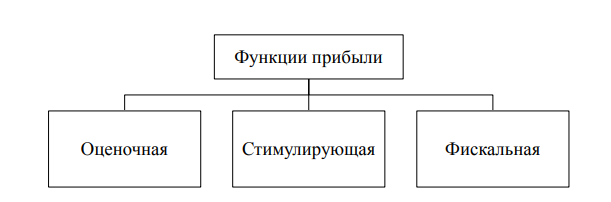 Функции прибыли
Оценочная
Стимулирующая
Фискальная